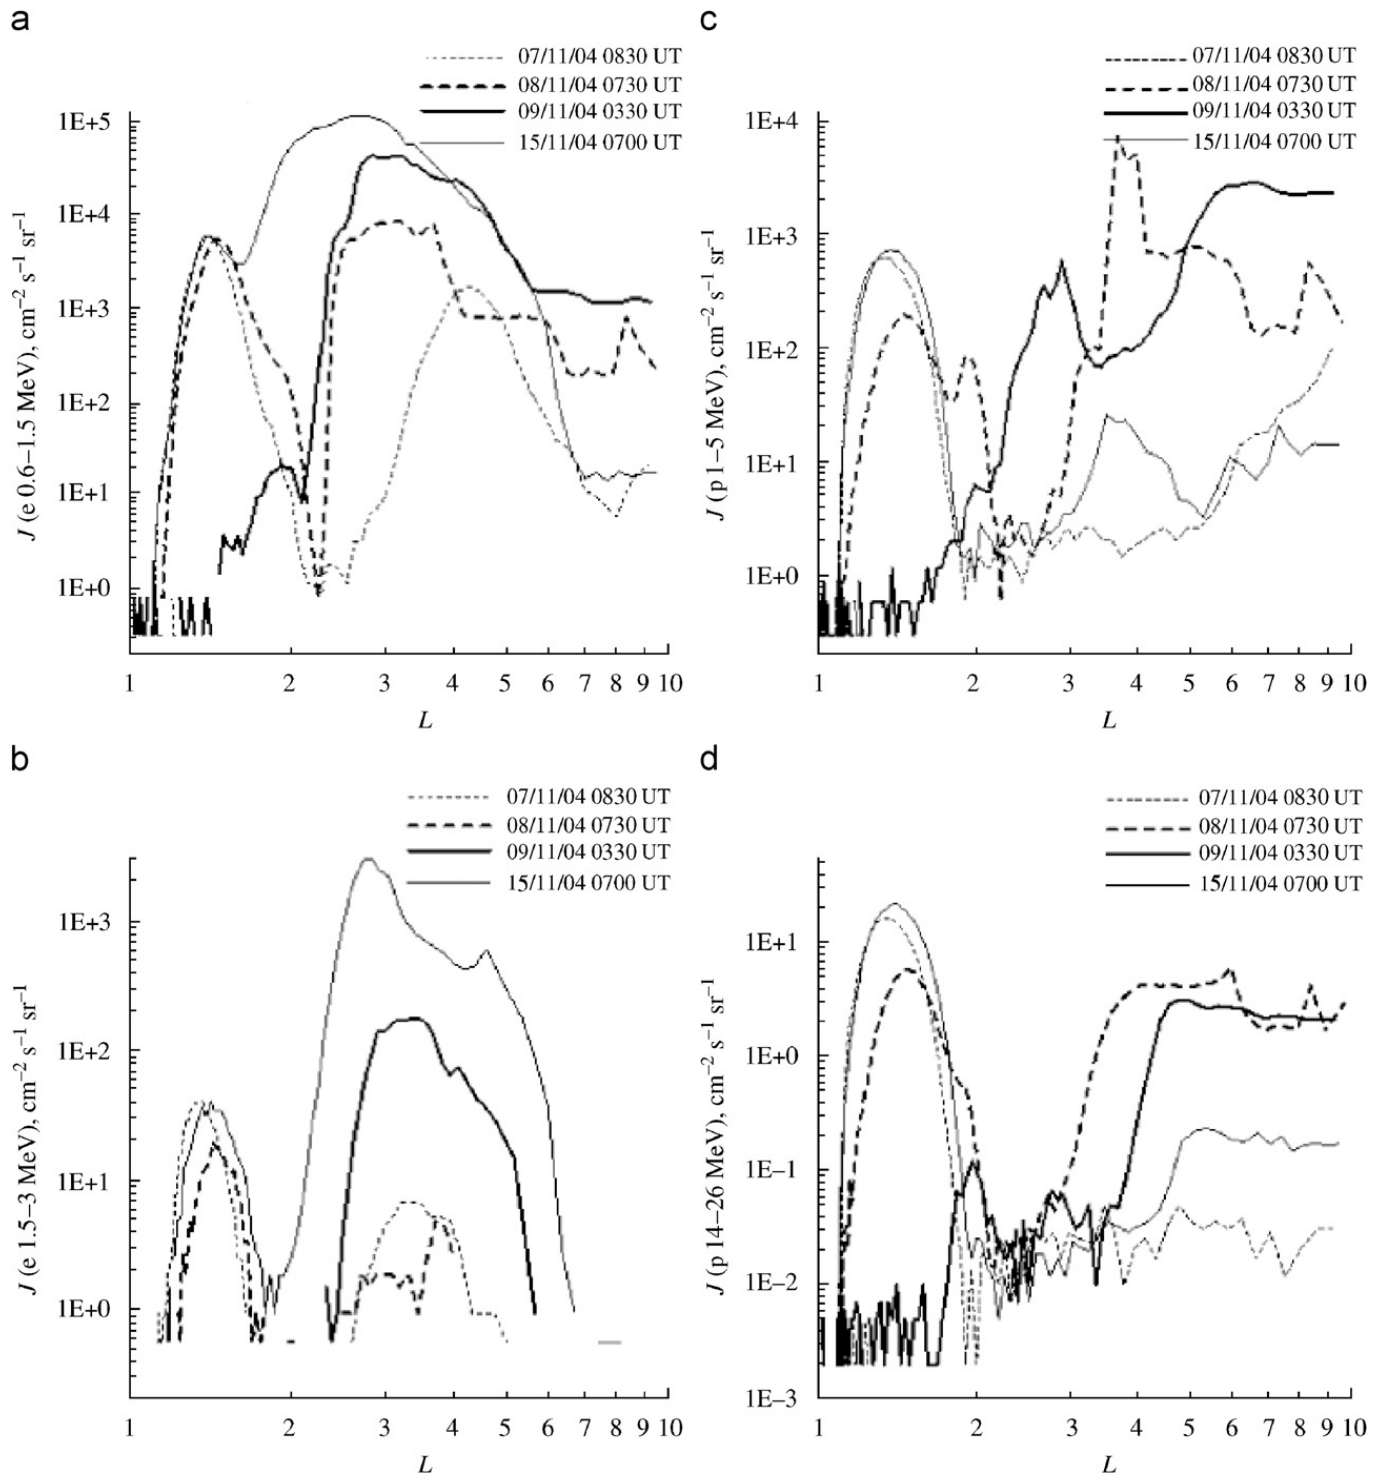 a
07/11/04 0830 UT
08/11/04 0730 UT
09/11/04 0330 UT
15/11/04 0700 UT
1E+5
1E+4
1E+3
1E+2
1E+1
1E+0
J (e 0.6–1.5 MeV), cm⁻² s⁻¹ sr⁻¹
1 2 3 4 5 6 7 8 9 10
L
c
07/11/04 0830 UT
08/11/04 0730 UT
09/11/04 0330 UT
15/11/04 0700 UT
1E+4
1E+3
1E+2
1E+1
1E+0
J (p 1–5 MeV), cm⁻² s⁻¹ sr⁻¹
1 2 3 4 5 6 7 8 9 10
L
b
07/11/04 0830 UT
08/11/04 0730 UT
09/11/04 0330 UT
15/11/04 0700 UT
1E+3
1E+2
1E+1
1E+0
J (e 1.5–3 MeV), cm⁻² s⁻¹ sr⁻¹
1 2 3 4 5 6 7 8 9 10
L
d
07/11/04 0830 UT
08/11/04 0730 UT
09/11/04 0330 UT
15/11/04 0700 UT
1E+1
1E+0
1E–1
1E–2
1E–3
J (p 14–26 MeV), cm⁻² s⁻¹ sr⁻¹
1 2 3 4 5 6 7 8 9 10
L